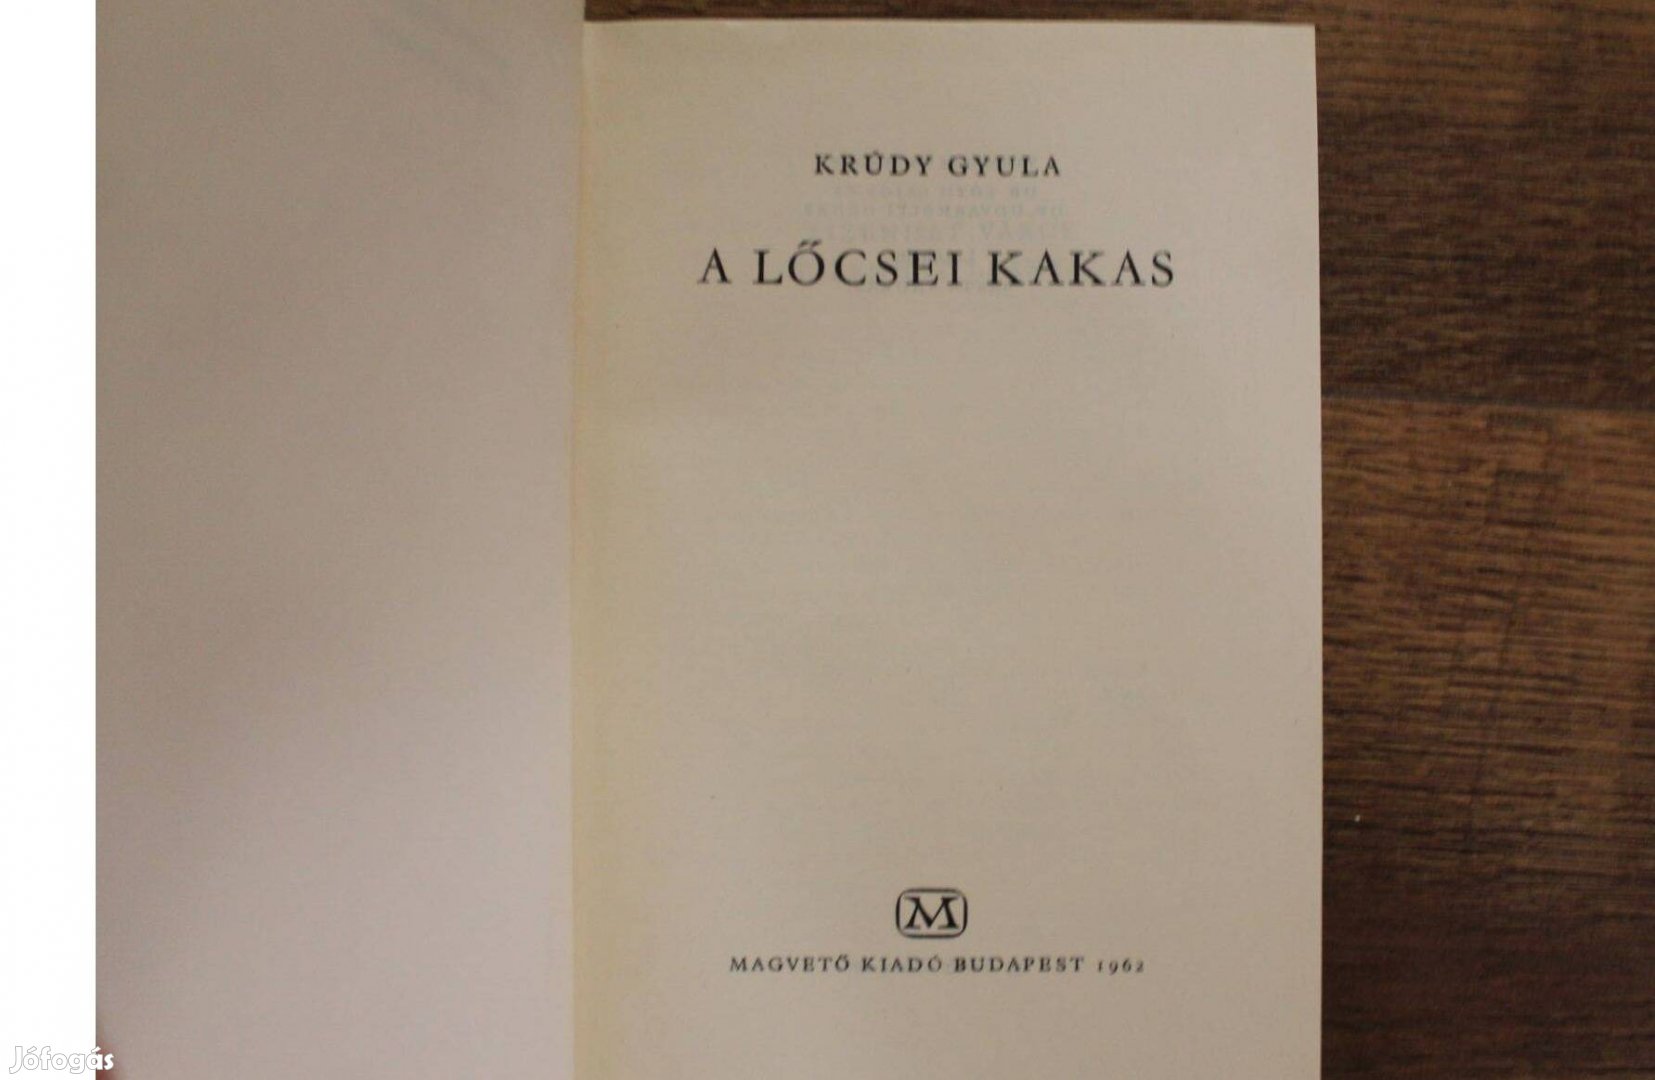 KRÚDY GYULA
A LŐCSEI KAKAS
M
MAGVETŐ KIADÓ BUDAPEST 1962
Jófogás